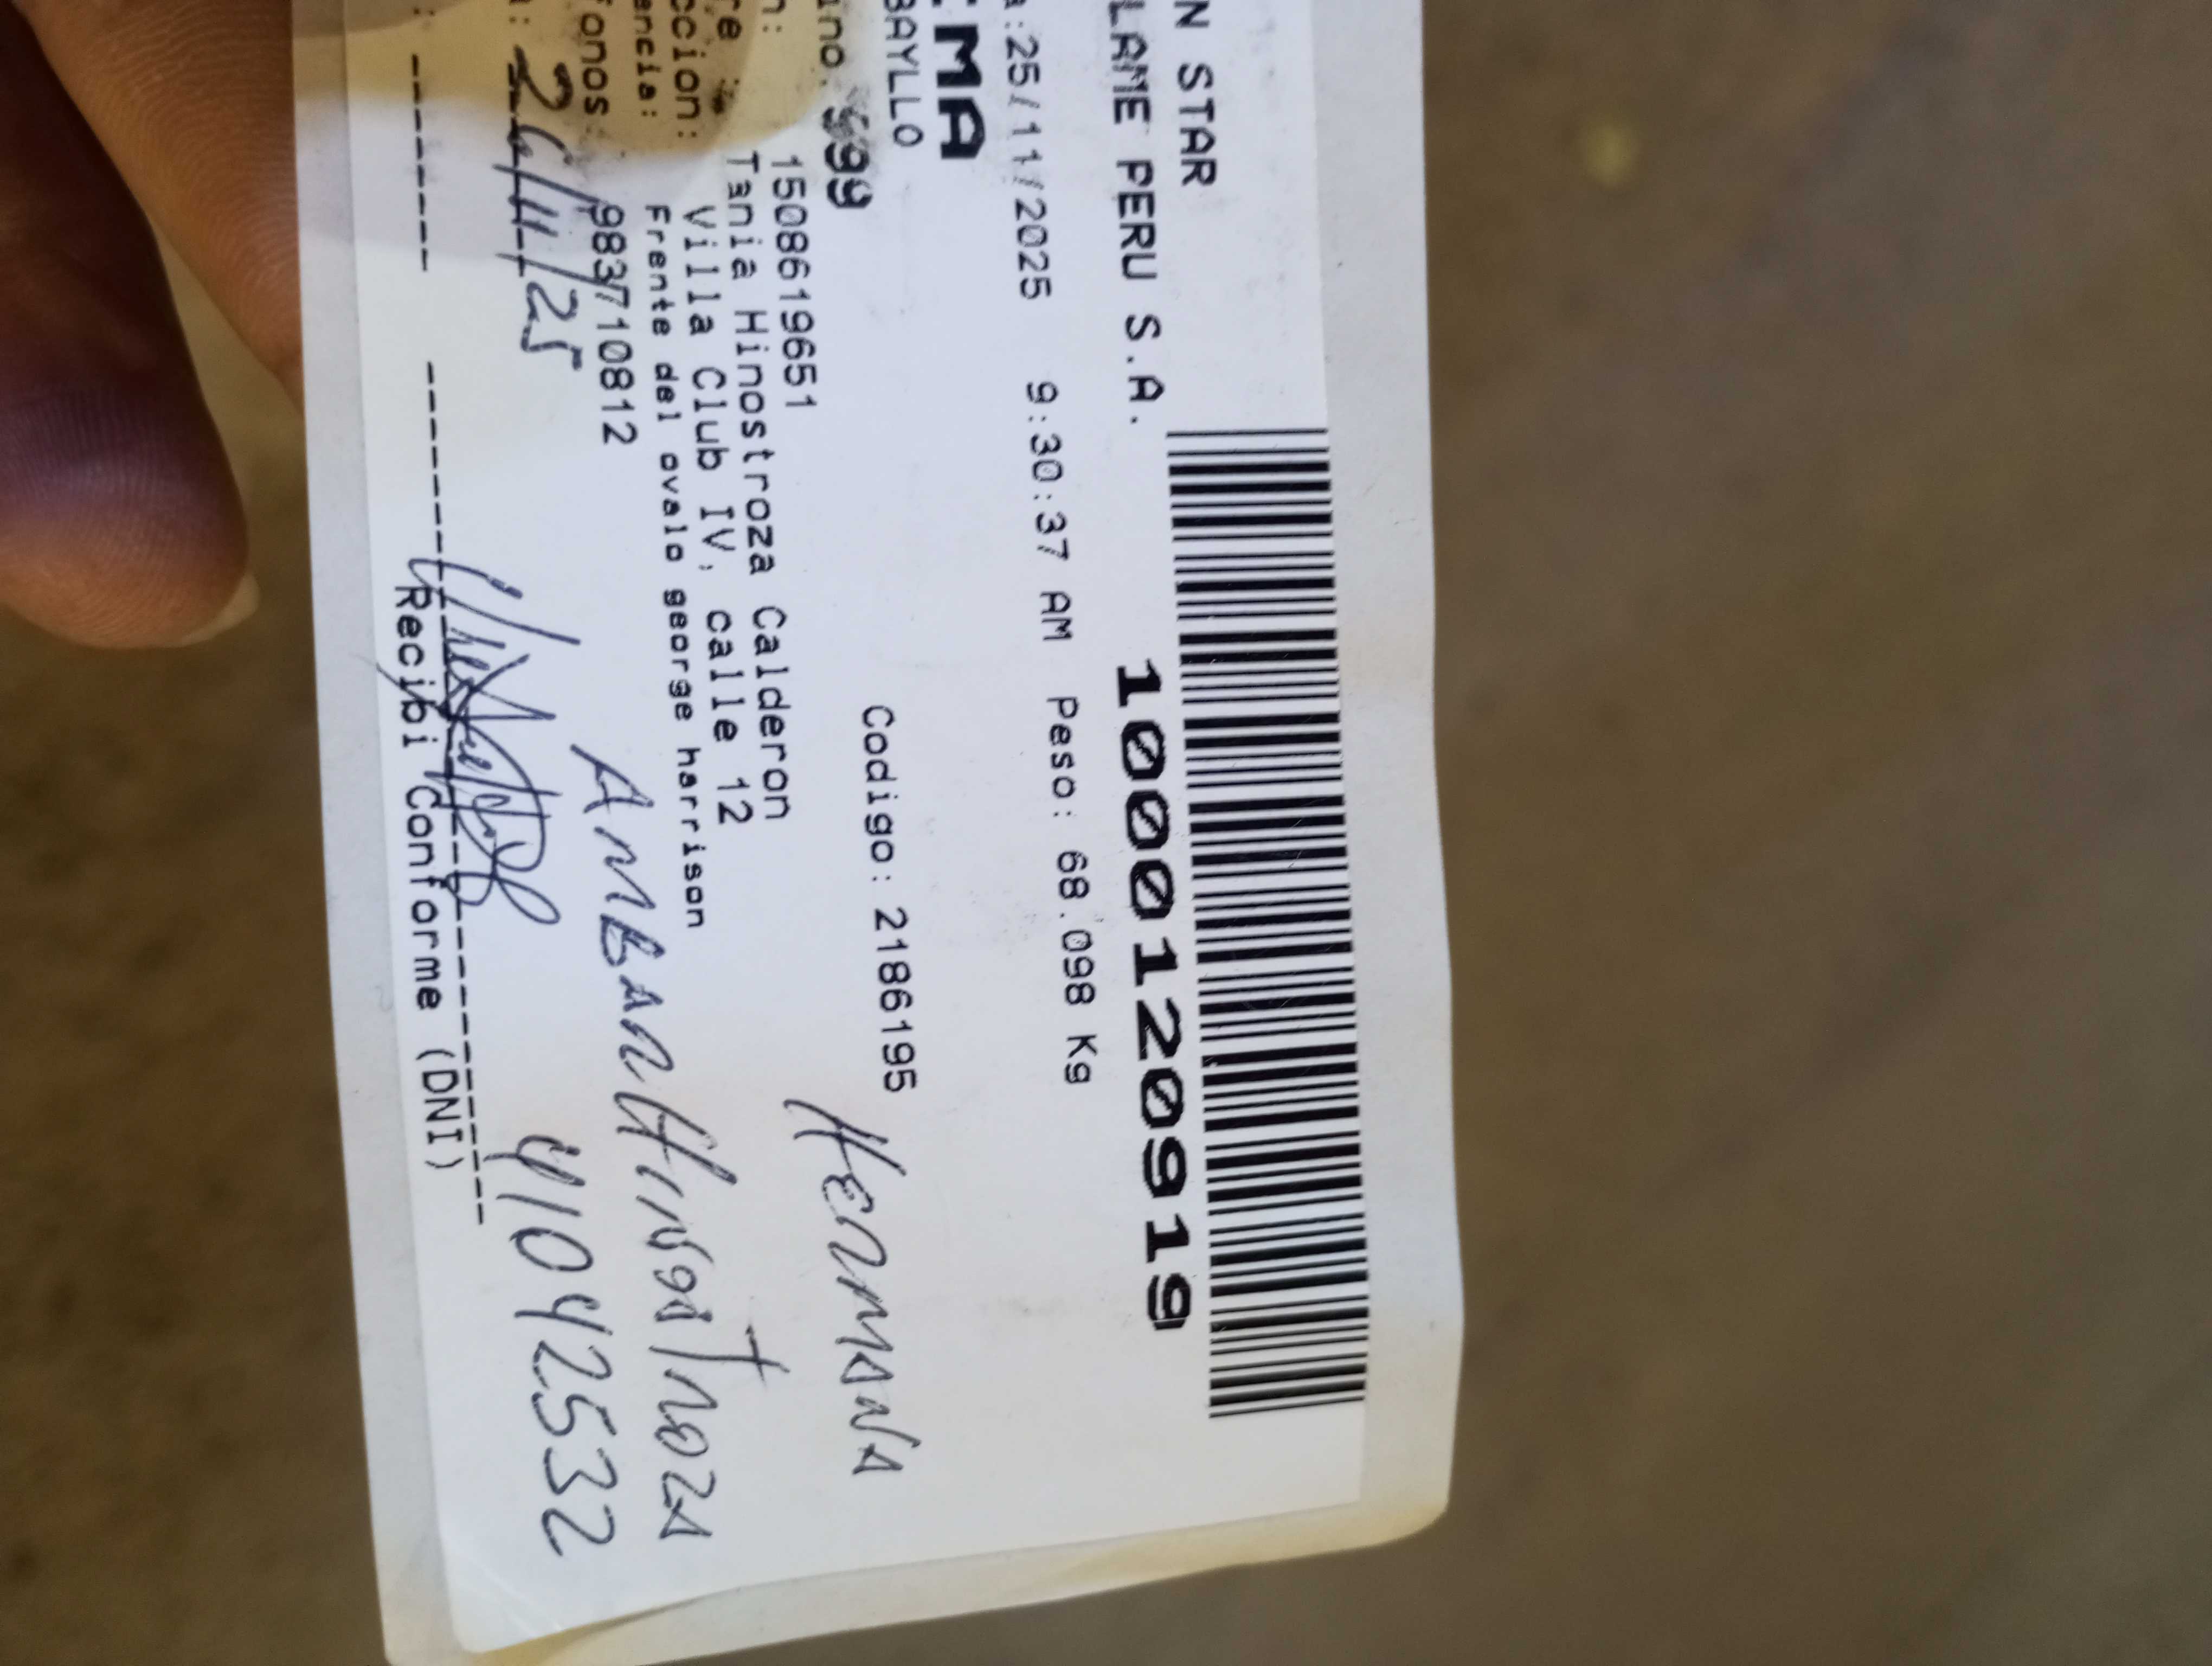 N STAR
LAME PERU S.A. 1000120919
:25/11/2025 9:30:37 AM Peso: 68.098 Kg
MA
BAYLLO
Codigo: 2186195
ino. 599
n: 1508619651
Hermana
re : Tania Hinostroza Calderon
ccion: Villa Club IV, calle 12
encia: Frente del ovalo george harrison
fonos: 983710812
Hinostroza
26/11/25
41042532
Recibi Conforme (DNI)